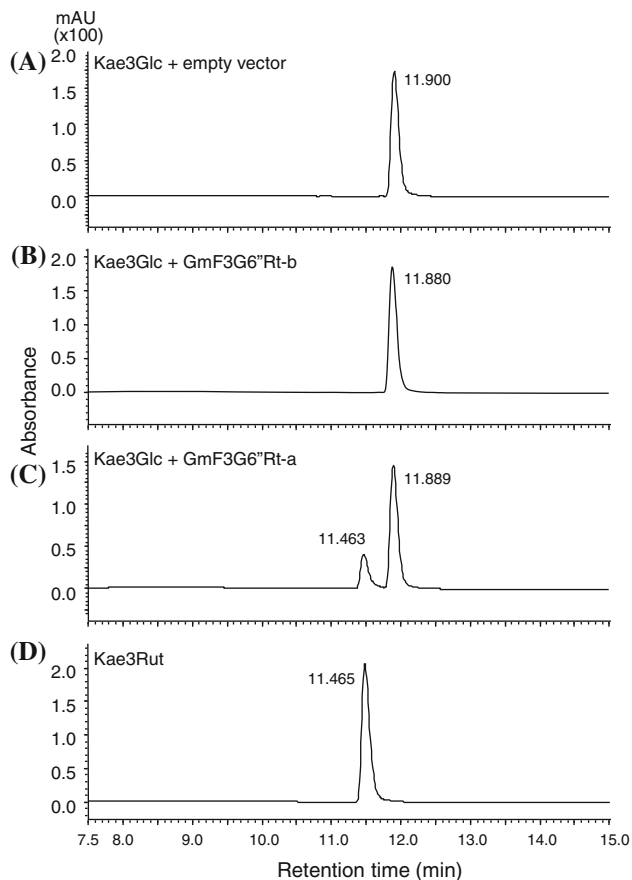 mAU
(x100)
(A)
Kae3Glc + empty vector
2.0
1.5
1.0
0.5
0.0
11.900
(B)
Kae3Glc + GmF3G6"Rt-b
2.0
1.5
1.0
0.5
0.0
11.880
Absorbance
(C)
Kae3Glc + GmF3G6"Rt-a
1.5
1.0
0.5
0.0
11.463
11.889
(D)
Kae3Rut
2.0
1.5
1.0
0.5
0.0
11.465
7.5 8.0 9.0 10.0 11.0 12.0 13.0 14.0 15.0
Retention time (min)